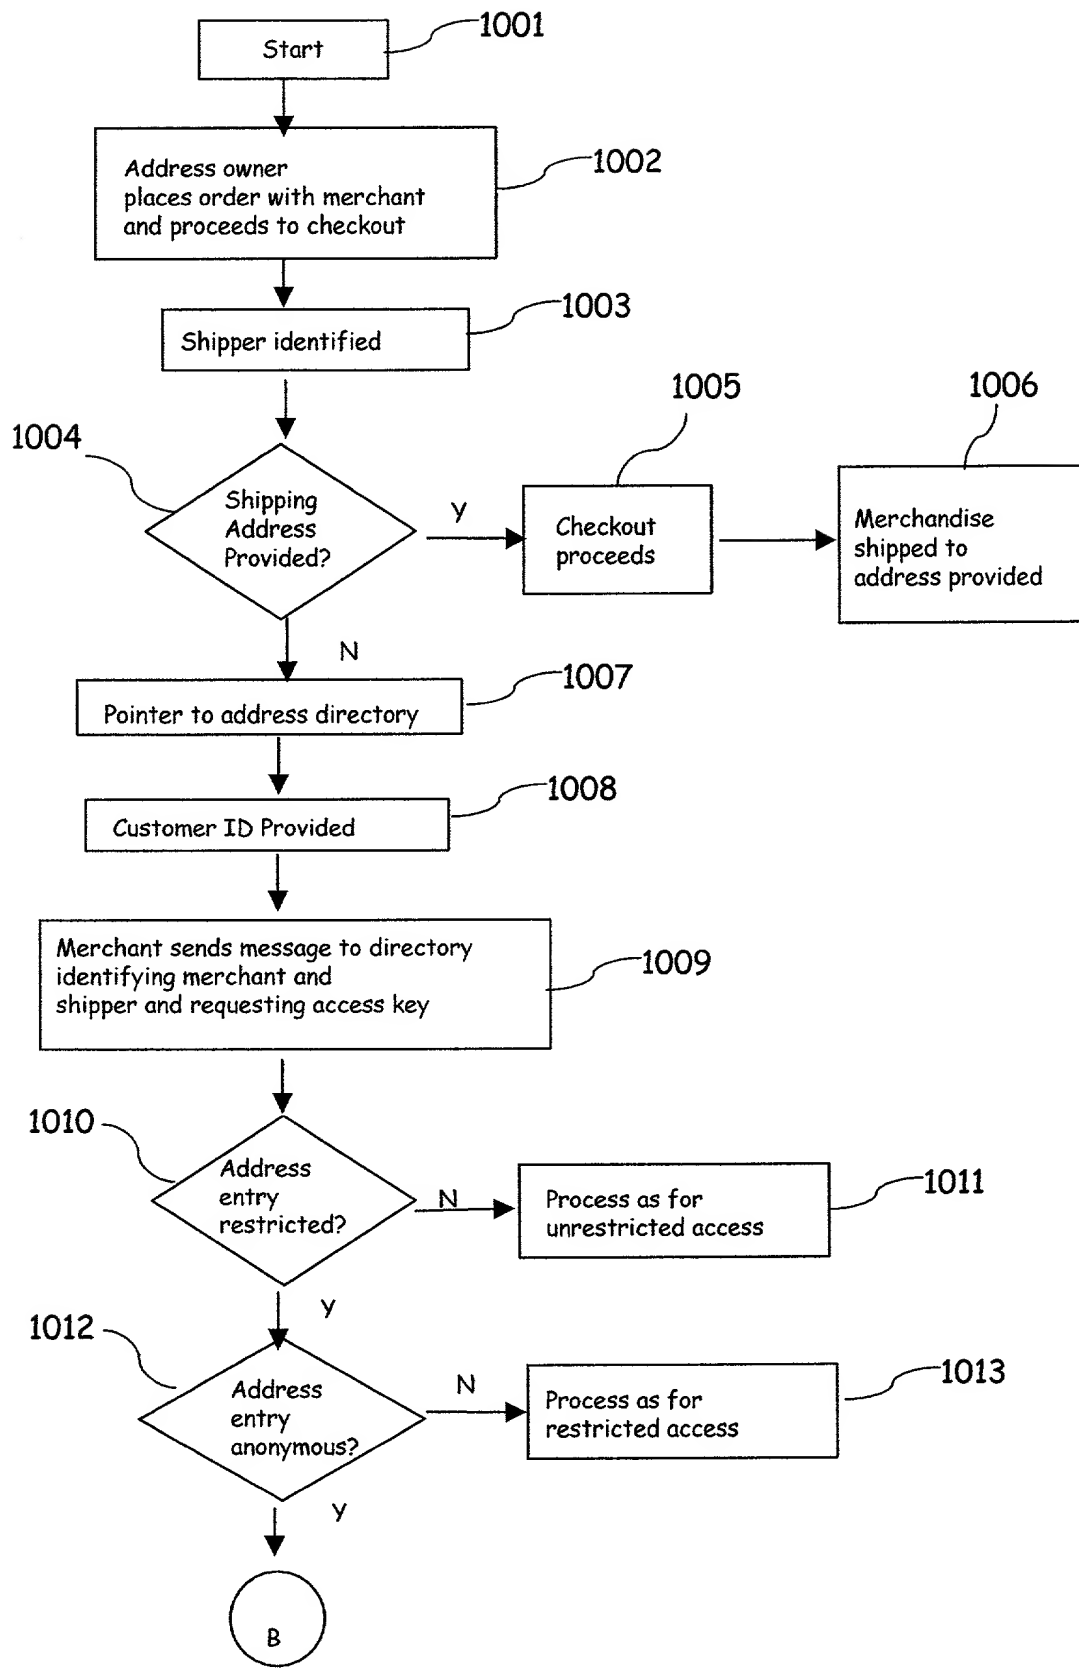 1001
Start
1002
Address owner
places order with merchant
and proceeds to checkout
1003
Shipper identified
1004
Shipping
Address
Provided?
Y
1005
Checkout
proceeds
1006
Merchandise
shipped to
address provided
N
1007
Pointer to address directory
1008
Customer ID Provided
1009
Merchant sends message to directory
identifying merchant and
shipper and requesting access key
1010
Address
entry
restricted?
N
1011
Process as for
unrestricted access
Y
1012
Address
entry
anonymous?
N
1013
Process as for
restricted access
Y
B